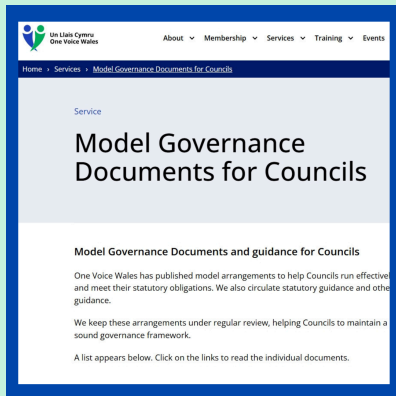 Un Llais Cymru
One Voice Wales
About Membership Services Training Events
Home › Services › Model Governance Documents for Councils
Service
Model Governance
Documents for Councils
Model Governance Documents and guidance for Councils
One Voice Wales has published model arrangements to help Councils run
and meet their statutory obligations. We also circulate statutory guidance and
guidance.
We keep these arrangements under regular review, helping Councils to maintain a
sound governance framework.
A list appears below. Click on the links to read the individual documents.